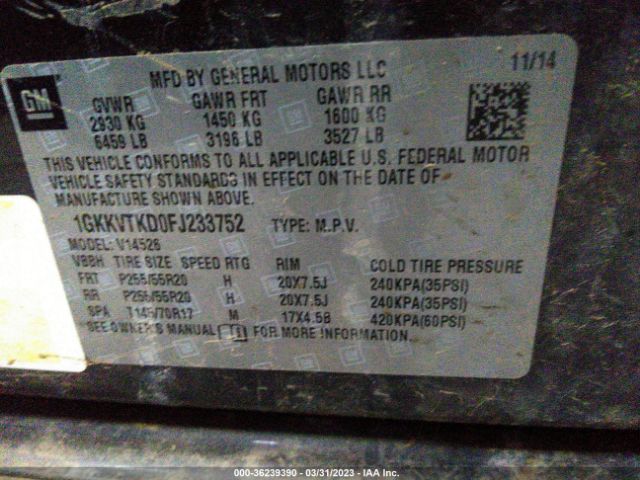 GM
MFD BY GENERAL MOTORS LLC 11/14
GVWR GAWR FRT GAWR RR
2930 KG 1450 KG 1600 KG
6459 LB 3196 LB 3527 LB
THIS VEHICLE CONFORMS TO ALL APPLICABLE U.S. FEDERAL MOTOR
VEHICLE SAFETY STANDARDS IN EFFECT ON THE DATE OF
MANUFACTURE SHOWN ABOVE.
1GKKVTKD0FJ233752 TYPE: M.P.V.
MODEL: V14526
VBBH TIRE SIZE SPEED RTG RIM COLD TIRE PRESSURE
FRT P255/55R20 H 20X7.5J 240KPA(35PSI)
RR P255/55R20 H 20X7.5J 240KPA(35PSI)
SPA T145/70R17 M 17X4.5B 420KPA(60PSI)
SEE OWNER'S MANUAL FOR MORE INFORMATION.
000-36239390 - 03/31/2023 - IAA Inc.